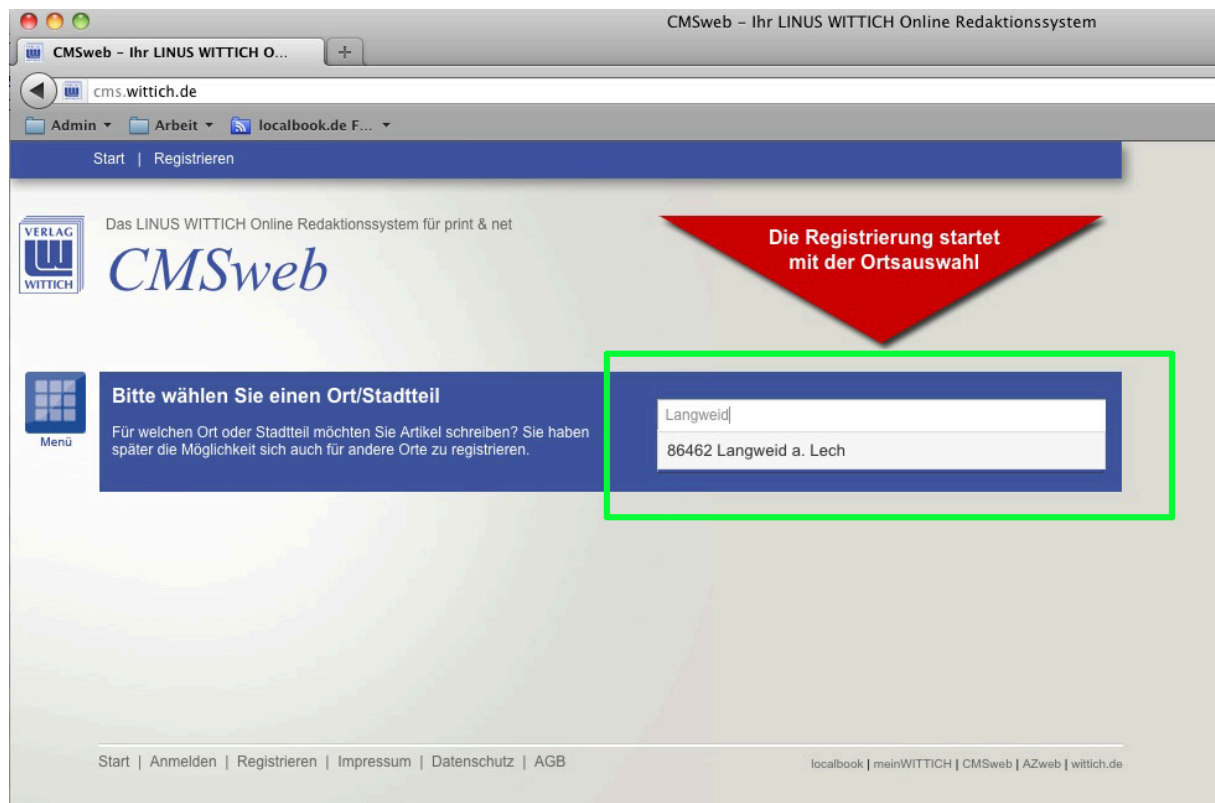 CMSweb – Ihr LINUS WITTICH Online Redaktionssystem
CMSweb – Ihr LINUS WITTICH O...
cms.wittich.de
Admin
Arbeit
localbook.de F...
Start | Registrieren
VERLAG
WITTICH
Das LINUS WITTICH Online Redaktionssystem für print & net
CMSweb
Die Registrierung startet
mit der Ortsauswahl
Menü
Bitte wählen Sie einen Ort/Stadtteil
Für welchen Ort oder Stadtteil möchten Sie Artikel schreiben? Sie haben
später die Möglichkeit sich auch für andere Orte zu registrieren.
Langweid
86462 Langweid a. Lech
Start | Anmelden | Registrieren | Impressum | Datenschutz | AGB
localbook | meinWITTICH | CMSweb | AZweb | wittich.de